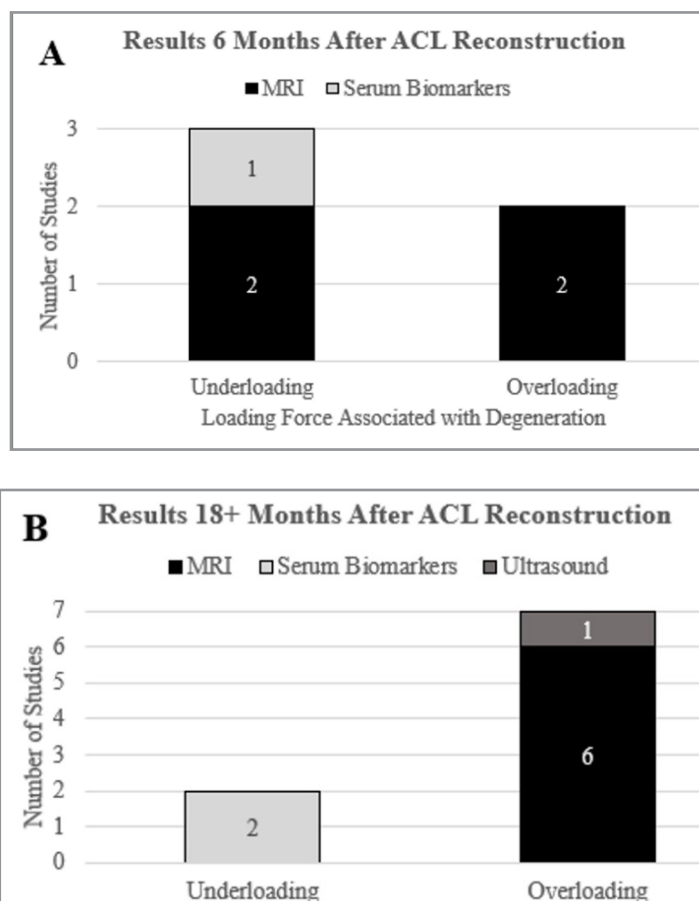 A
Results 6 Months After ACL Reconstruction
MRI Serum Biomarkers
Number of Studies
3
2
1
0
1
2
2
Underloading Overloading
Loading Force Associated with Degeneration
B
Results 18+ Months After ACL Reconstruction
MRI Serum Biomarkers Ultrasound
Number of Studies
7
6
5
4
3
2
1
0
2
1
6
Underloading Overloading